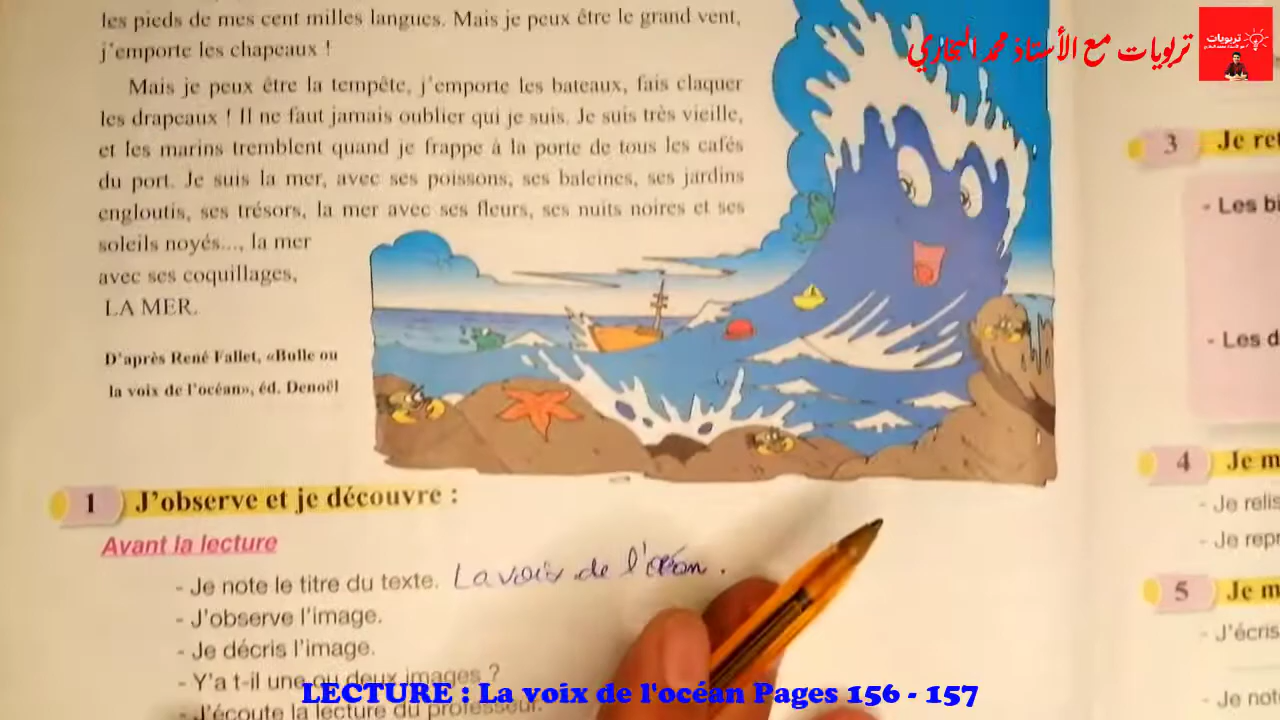 les pieds de mes cent milles langues. Mais je peux être le grand vent,
j'emporte les chapeaux !
Mais je peux être la tempête, j'emporte les bateaux, fais claquer
les drapeaux ! Il ne faut jamais oublier qui je suis. Je suis très vieille,
et les marins tremblent quand je frappe à la porte de tous les cafés
du port. Je suis la mer, avec ses poissons, ses baleines, ses jardins
engloutis, ses trésors, la mer avec ses fleurs, ses nuits noires et ses
soleils noyés..., la mer
avec ses coquillages,
LA MER.
D'après René Fallet, «Bulle ou
la voix de l'océan», éd. Denoël
1 J'observe et je découvre :
Avant la lecture
- Je note le titre du texte. La voix de l'océan.
- J'observe l'image.
- Je décris l'image.
- Y'a t-il une ou deux images ?
- J'écoute la lecture du professeur.
تربويات مع الأستاذ محمد البخاري
تربويات
3 Je re
- Les bi
- Les d
4 Je m
- Je relis
- Je repr
5 Je m
- J'écris
- Je not
LECTURE : La voix de l'océan Pages 156 - 157